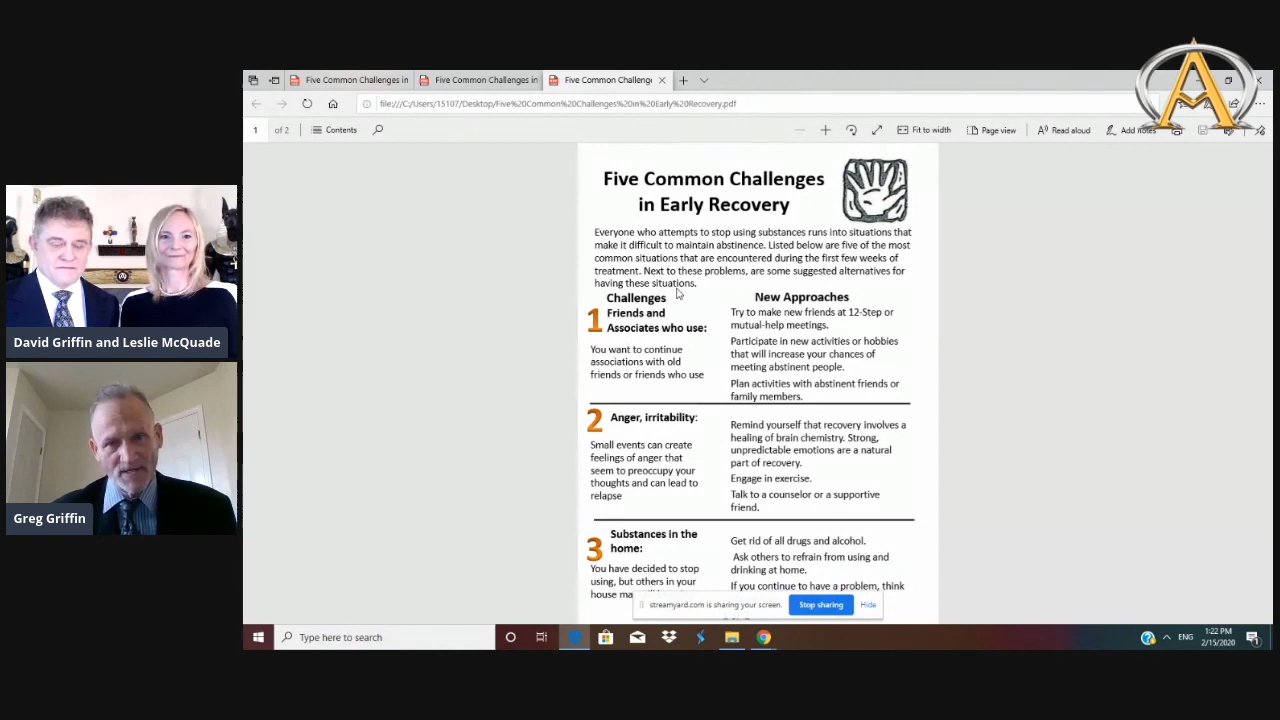 Five Common Challenges in
Five Common Challenges in
Five Common Challenge
file:///C:/Users/15107/Desktop/Five%20Common%20Challenges%20in%20Early%20Recovery.pdf
1
of 2
Contents
Fit to width
Page view
Read aloud
Add notes
Five Common Challenges
in Early Recovery
Everyone who attempts to stop using substances runs into situations that
make it difficult to maintain abstinence. Listed below are five of the most
common situations that are encountered during the first few weeks of
treatment. Next to these problems, are some suggested alternatives for
having these situations.
Challenges
New Approaches
1
Friends and
Associates who use:
You want to continue
associations with old
friends or friends who use
Try to make new friends at 12-Step or
mutual-help meetings.
Participate in new activities or hobbies
that will increase your chances of
meeting abstinent people.
Plan activities with abstinent friends or
family members.
2
Anger, irritability:
Small events can create
feelings of anger that
seem to preoccupy your
thoughts and can lead to
relapse
Remind yourself that recovery involves a
healing of brain chemistry. Strong,
unpredictable emotions are a natural
part of recovery.
Engage in exercise.
Talk to a counselor or a supportive
friend.
3
Substances in the
home:
You have decided to stop
using, but others in your
house
Get rid of all drugs and alcohol.
Ask others to refrain from using and
drinking at home.
If you continue to have a problem, think
streamyard.com is sharing your screen.
Stop sharing
Hide
David Griffin and Leslie McQuade
Greg Griffin
Type here to search
ENG
1:22 PM
2/15/2020
A